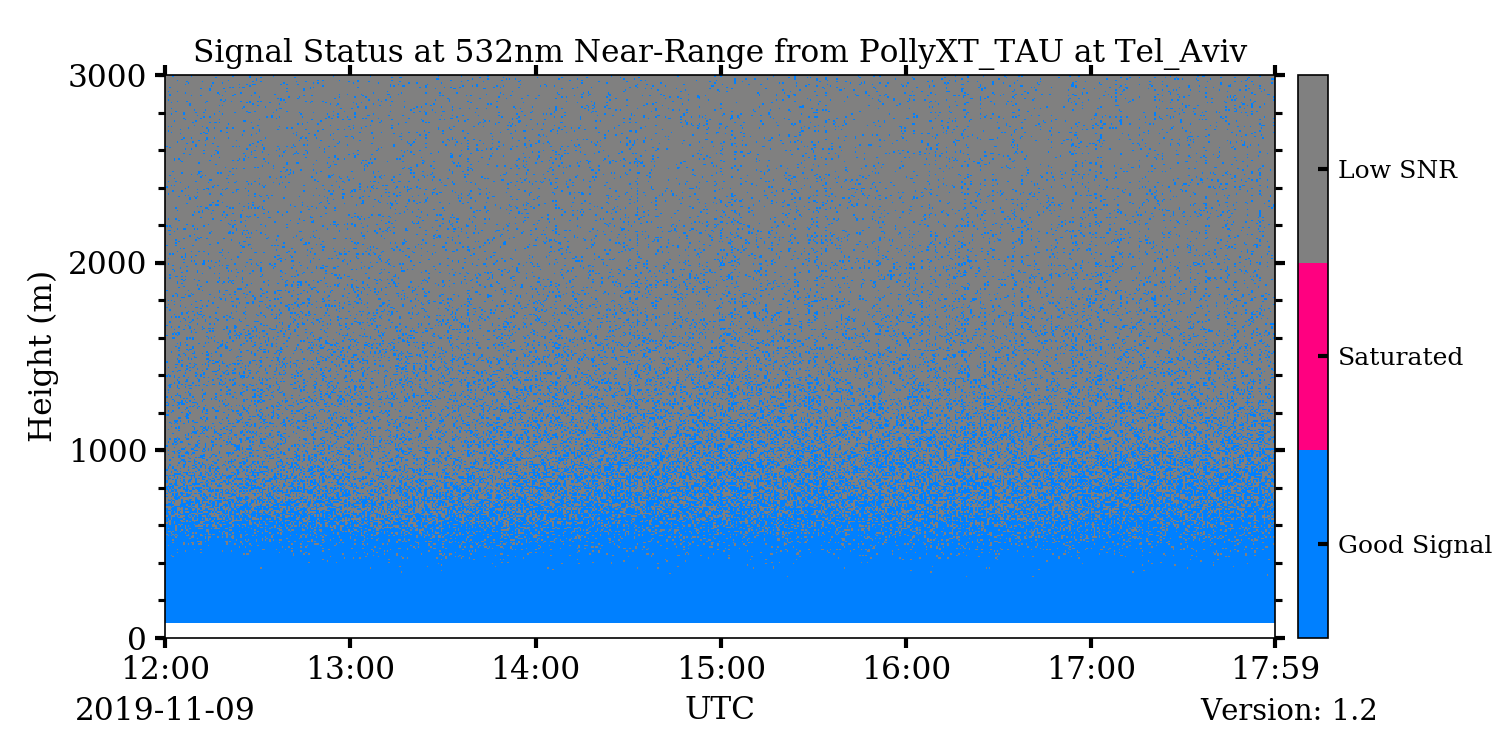 Signal Status at 532nm Near-Range from PollyXT_TAU at Tel_Aviv
3000
2000
1000
0
Height (m)
12:00
13:00
14:00
15:00
16:00
17:00
17:59
2019-11-09
UTC
Version: 1.2
Low SNR
Saturated
Good Signal